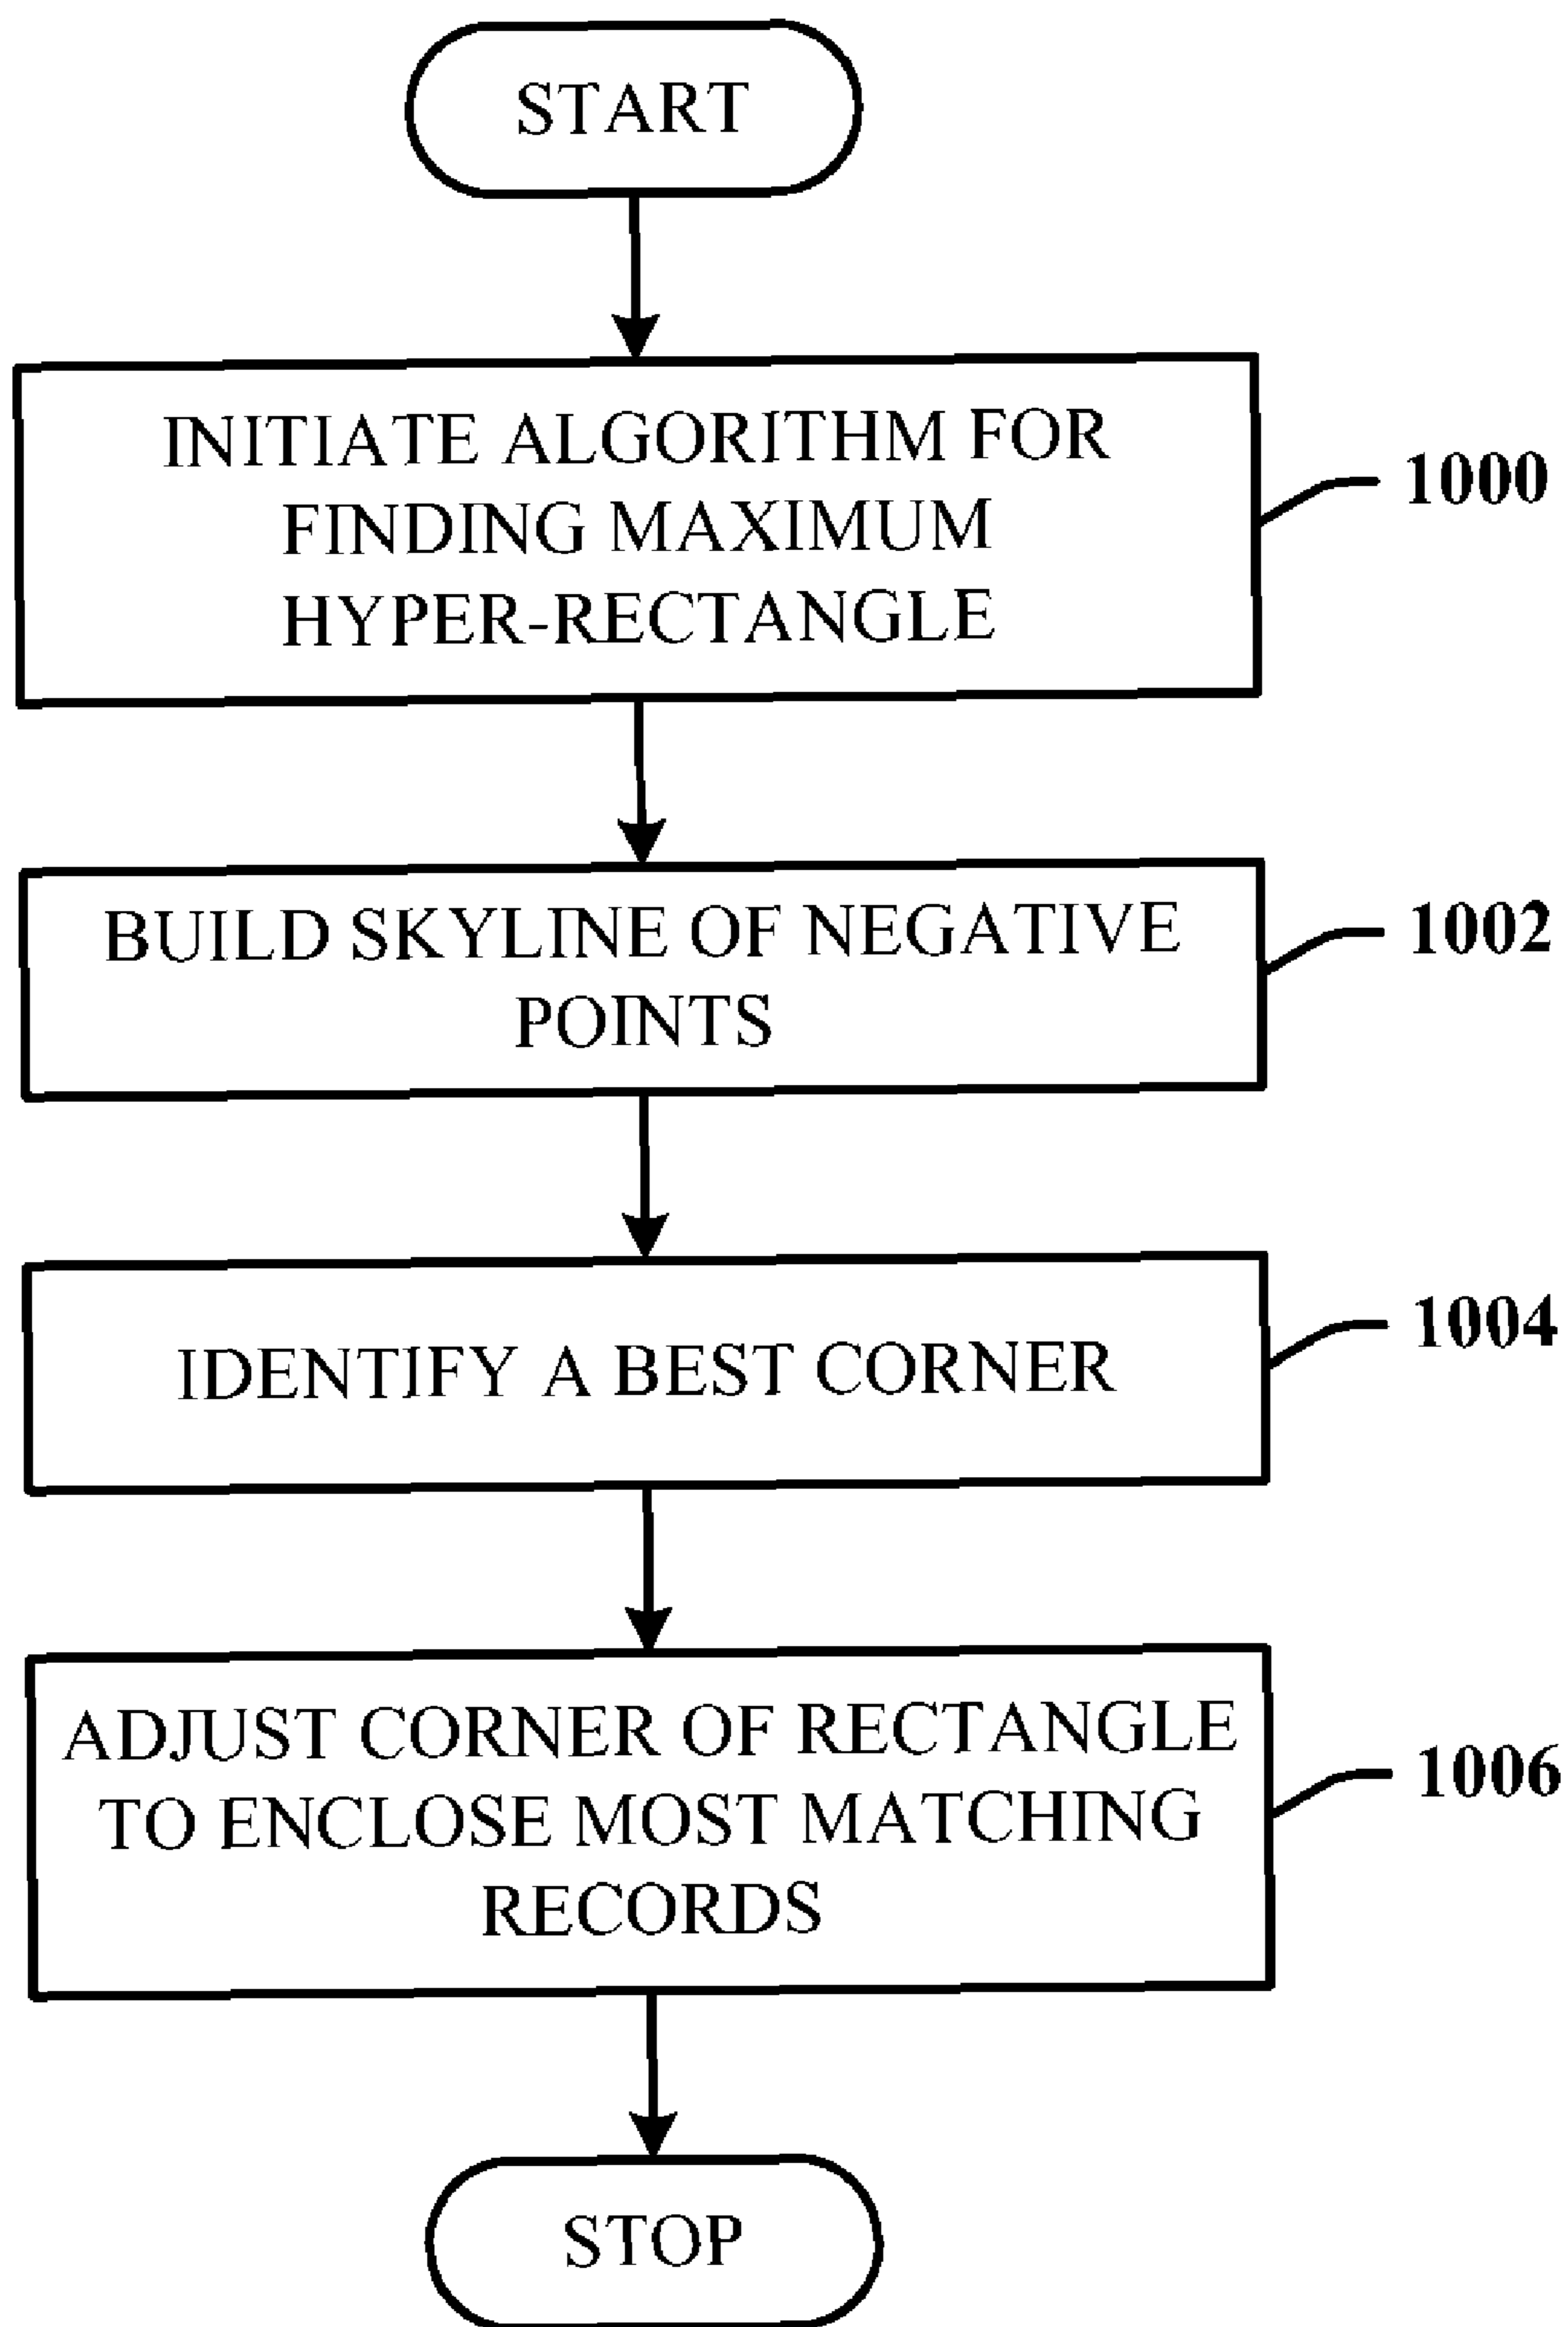 START
INITIATE ALGORITHM FOR
FINDING MAXIMUM
HYPER-RECTANGLE
1000
BUILD SKYLINE OF NEGATIVE
POINTS
1002
IDENTIFY A BEST CORNER
1004
ADJUST CORNER OF RECTANGLE
TO ENCLOSE MOST MATCHING
RECORDS
1006
STOP